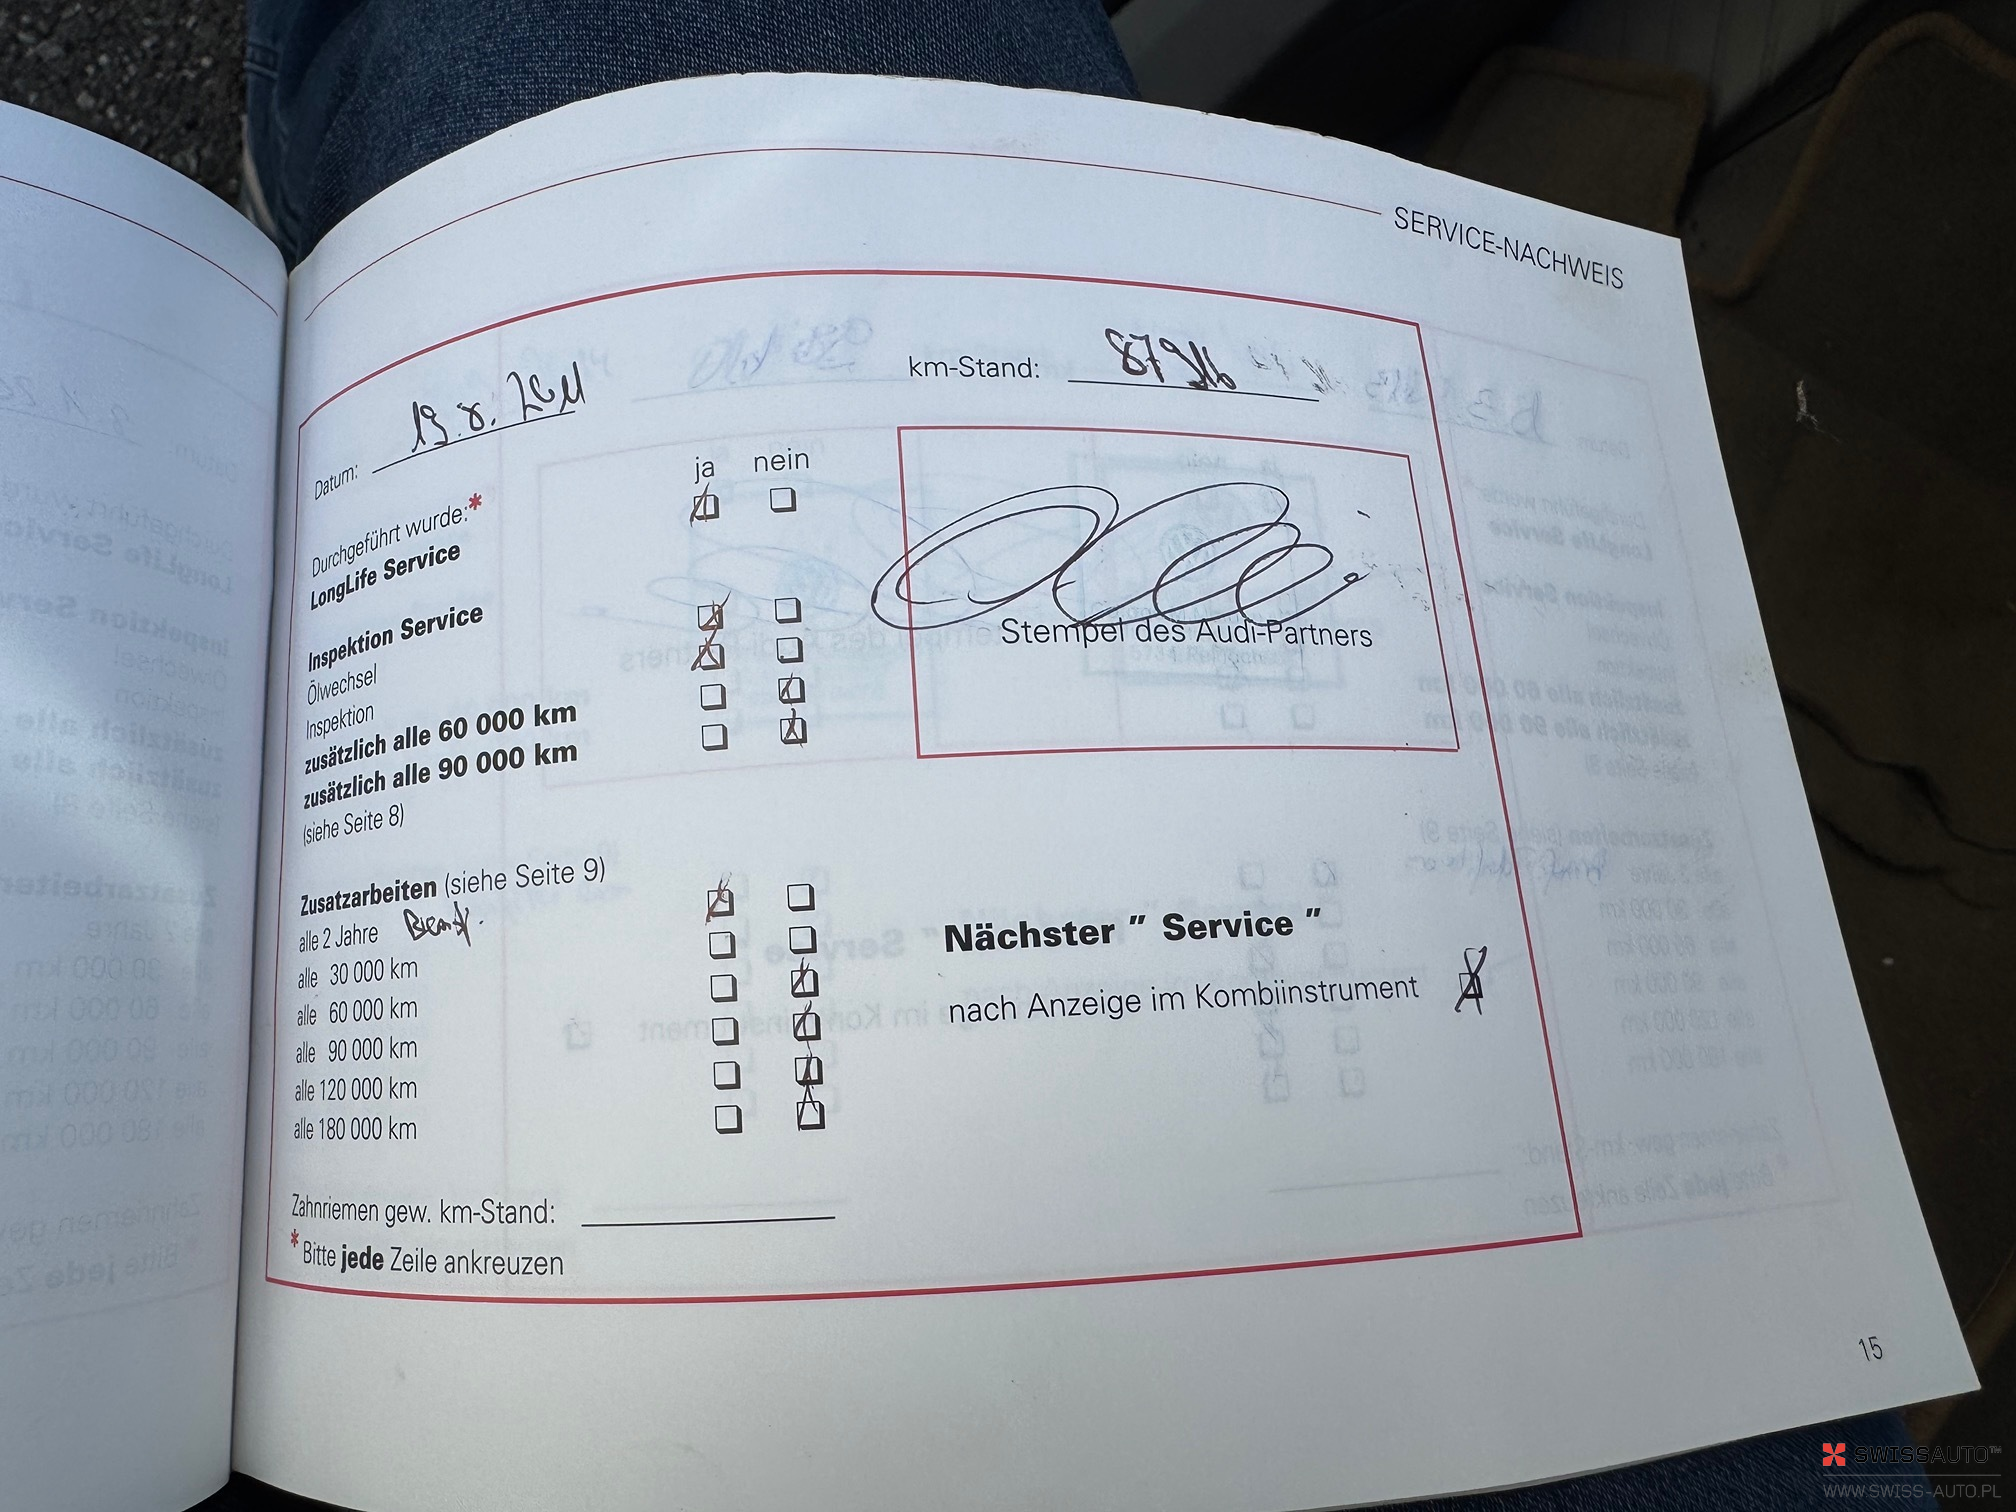 SERVICE-NACHWEIS
Datum: 19.8.2011
km-Stand:
ja nein
Durchgeführt wurde:*
LongLife Service
Inspektion Service
Ölwechsel
Inspektion
zusätzlich alle 60 000 km
zusätzlich alle 90 000 km
(siehe Seite 8)
Stempel des Audi-Partners
Zusatzarbeiten (siehe Seite 9)
alle 2 Jahre
alle 30 000 km
alle 60 000 km
alle 90 000 km
alle 120 000 km
alle 180 000 km
Nächster " Service "
nach Anzeige im Kombiinstrument
Zahnriemen gew. km-Stand:
* Bitte jede Zeile ankreuzen
15
SWISSAUTO™
WWW.SWISS-AUTO.PL